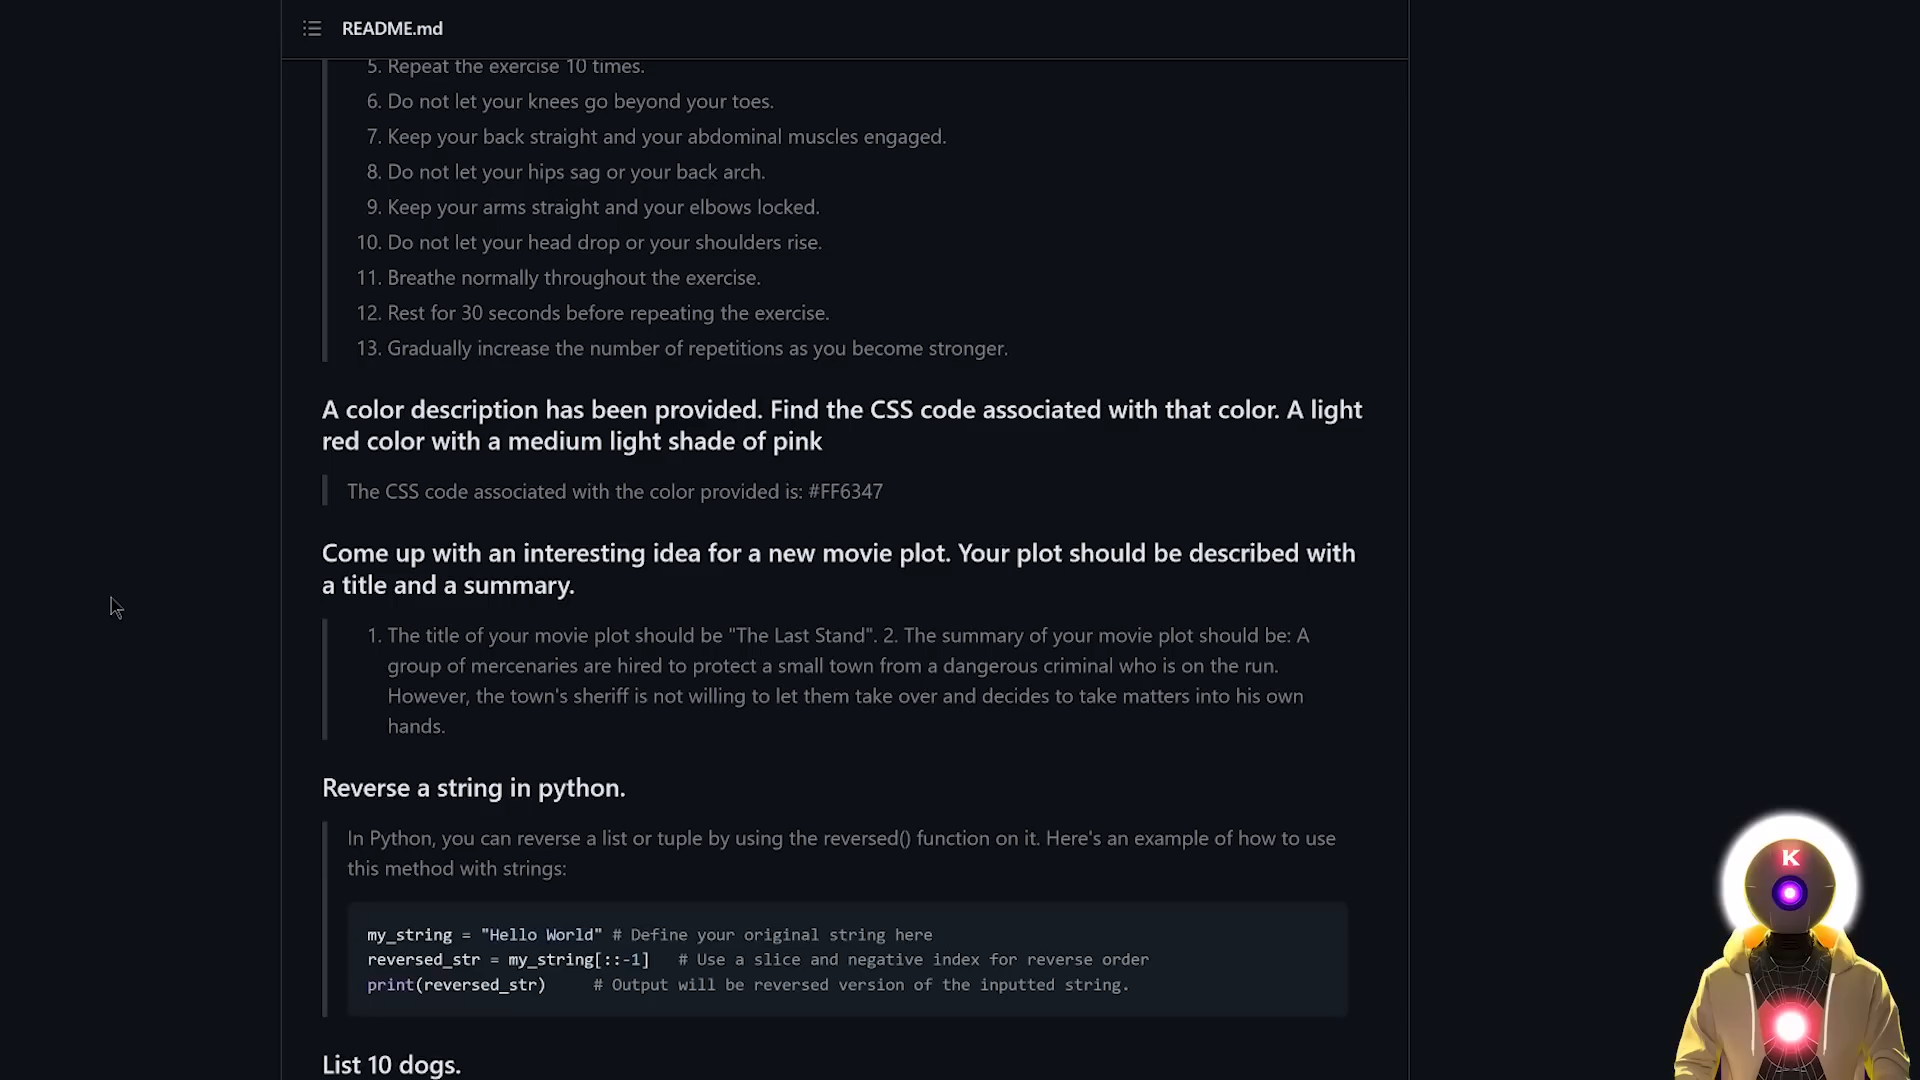 README.md
5. Repeat the exercise 10 times.
6. Do not let your knees go beyond your toes.
7. Keep your back straight and your abdominal muscles engaged.
8. Do not let your hips sag or your back arch.
9. Keep your arms straight and your elbows locked.
10. Do not let your head drop or your shoulders rise.
11. Breathe normally throughout the exercise.
12. Rest for 30 seconds before repeating the exercise.
13. Gradually increase the number of repetitions as you become stronger.
A color description has been provided. Find the CSS code associated with that color. A light
red color with a medium light shade of pink
The CSS code associated with the color provided is: #FF6347
Come up with an interesting idea for a new movie plot. Your plot should be described with
a title and a summary.
1. The title of your movie plot should be "The Last Stand". 2. The summary of your movie plot should be: A
group of mercenaries are hired to protect a small town from a dangerous criminal who is on the run.
However, the town's sheriff is not willing to let them take over and decides to take matters into his own
hands.
Reverse a string in python.
In Python, you can reverse a list or tuple by using the reversed() function on it. Here's an example of how to use
this method with strings:
my_string = "Hello World" # Define your original string here
reversed_str = my_string[::-1]   # Use a slice and negative index for reverse order
print(reversed_str)     # Output will be reversed version of the inputted string.
List 10 dogs.
K